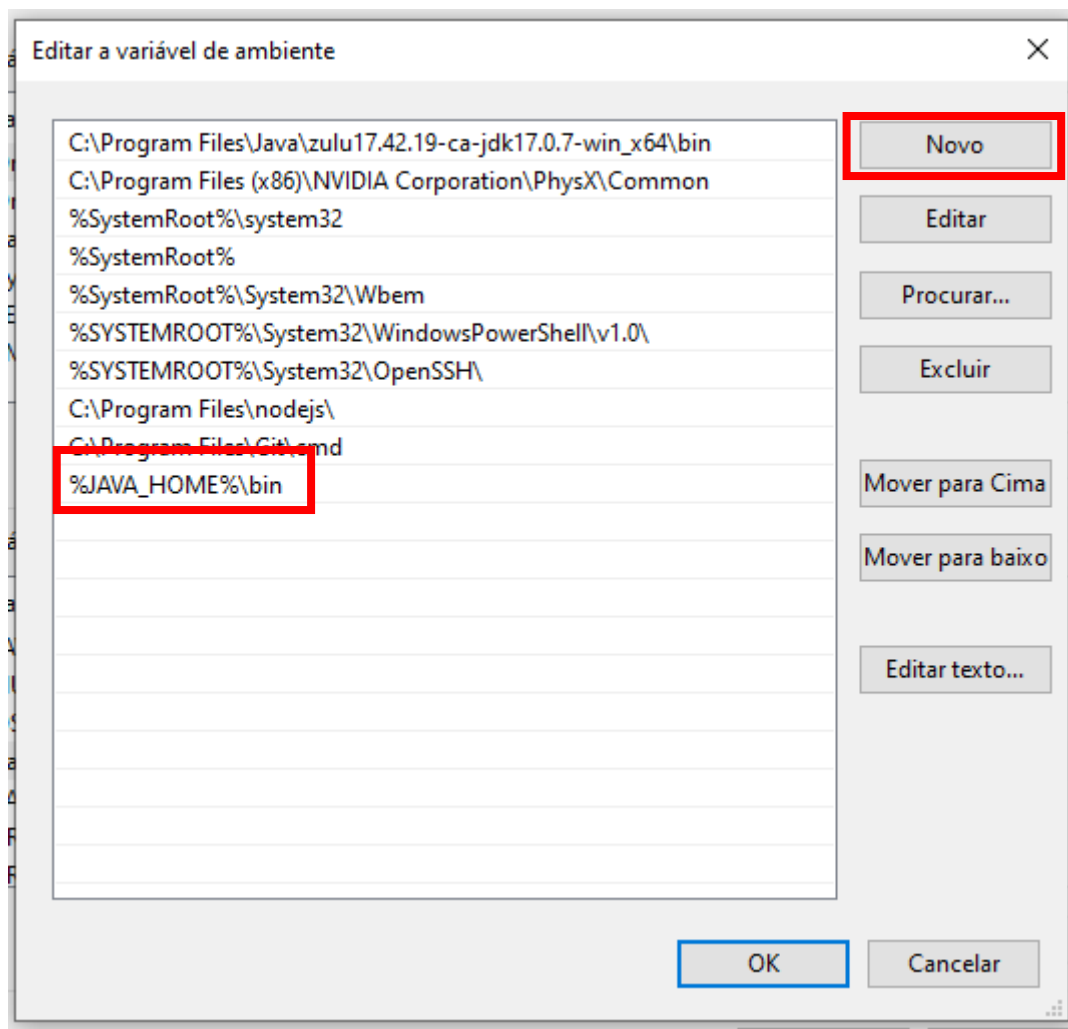 Editar a variável de ambiente
C:\Program Files\Java\zulu17.42.19-ca-jdk17.0.7-win_x64\bin
C:\Program Files (x86)\NVIDIA Corporation\PhysX\Common
%SystemRoot%\system32
%SystemRoot%
%SystemRoot%\System32\Wbem
%SYSTEMROOT%\System32\WindowsPowerShell\v1.0\
%SYSTEMROOT%\System32\OpenSSH\
C:\Program Files\nodejs\
C:\Program Files\Git\cmd
%JAVA_HOME%\bin
Novo
Editar
Procurar...
Excluir
Mover para Cima
Mover para baixo
Editar texto...
OK
Cancelar